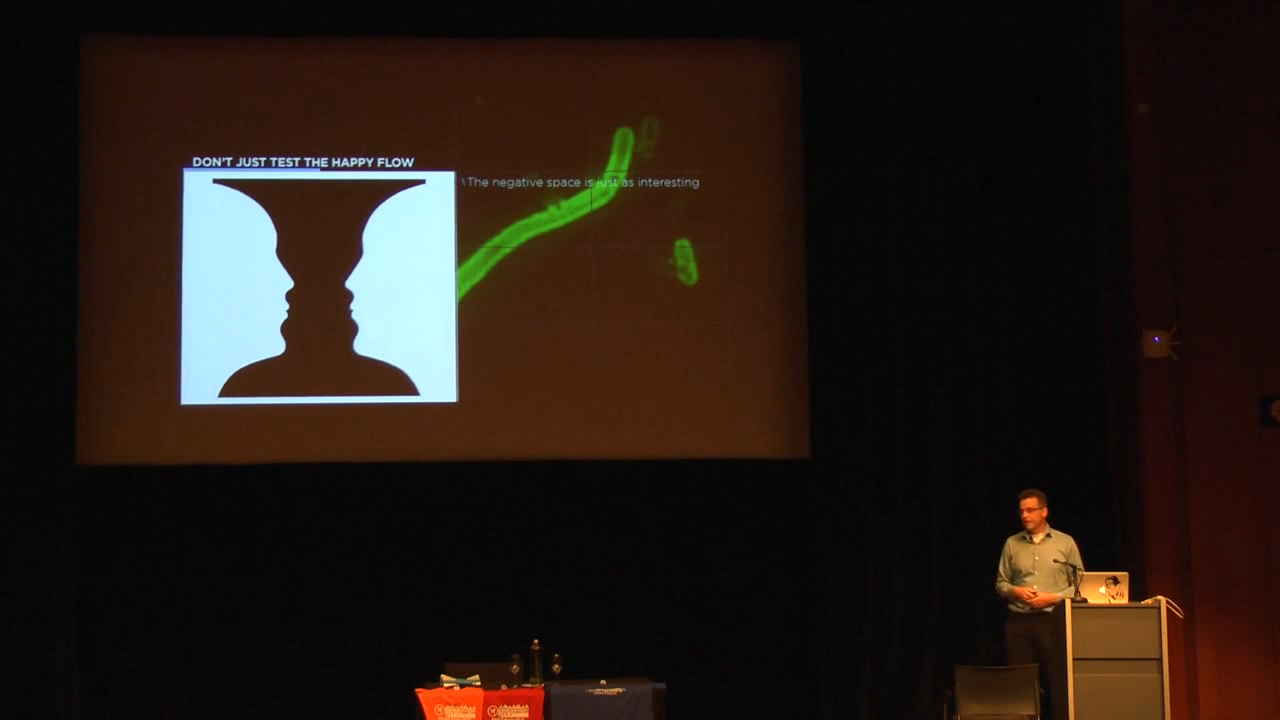 DON'T JUST TEST THE HAPPY FLOW
\ The negative space is just as interesting